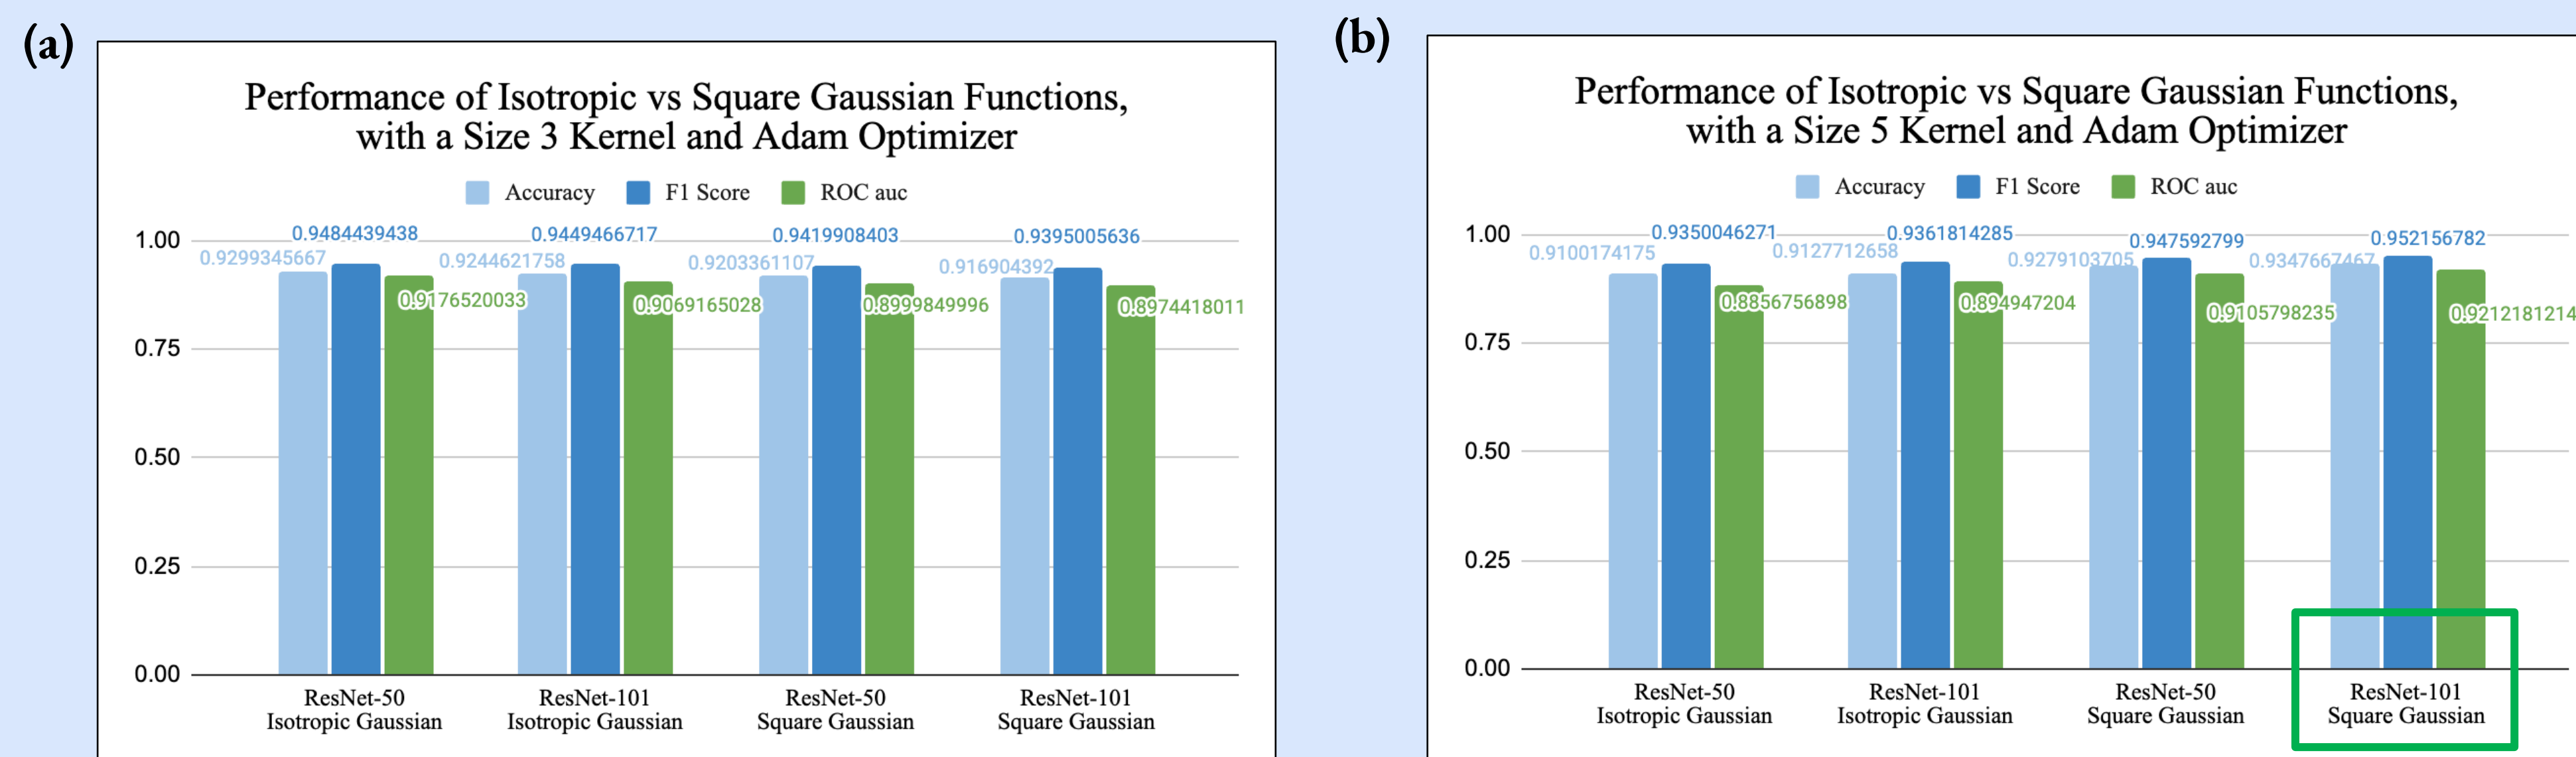 (a)
Performance of Isotropic vs Square Gaussian Functions,
with a Size 3 Kernel and Adam Optimizer
Accuracy F1 Score ROC auc
1.00
0.75
0.50
0.25
0.00
0.9299345667
0.9484439438
0.9176520033
0.9244621758
0.9449466717
0.9069165028
0.9203361107
0.9419908403
0.8999849996
0.916904392
0.9395005636
0.8974418011
ResNet-50
Isotropic Gaussian
ResNet-101
Isotropic Gaussian
ResNet-50
Square Gaussian
ResNet-101
Square Gaussian
(b)
Performance of Isotropic vs Square Gaussian Functions,
with a Size 5 Kernel and Adam Optimizer
Accuracy F1 Score ROC auc
1.00
0.75
0.50
0.25
0.00
0.9100174175
0.9350046271
0.8856756898
0.9127712658
0.9361814285
0.894947204
0.9279103705
0.947592799
0.9105798235
0.9347667467
0.952156782
0.9212181214
ResNet-50
Isotropic Gaussian
ResNet-101
Isotropic Gaussian
ResNet-50
Square Gaussian
ResNet-101
Square Gaussian